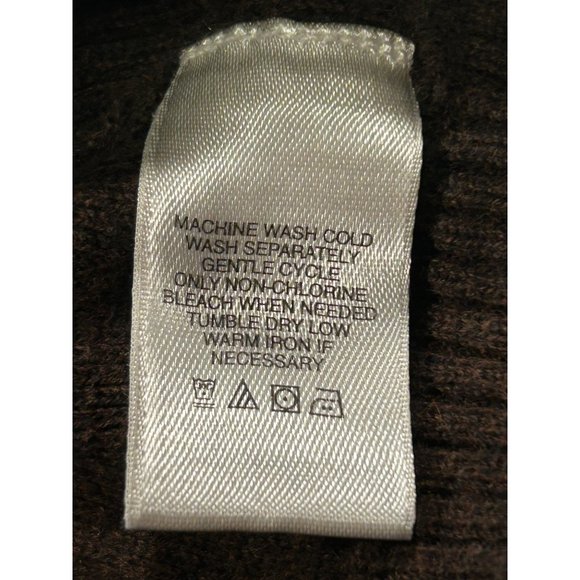 MACHINE WASH COLD
WASH SEPARATELY
GENTLE CYCLE
ONLY NON-CHLORINE
BLEACH WHEN NEEDED
TUMBLE DRY LOW
WARM IRON IF
NECESSARY